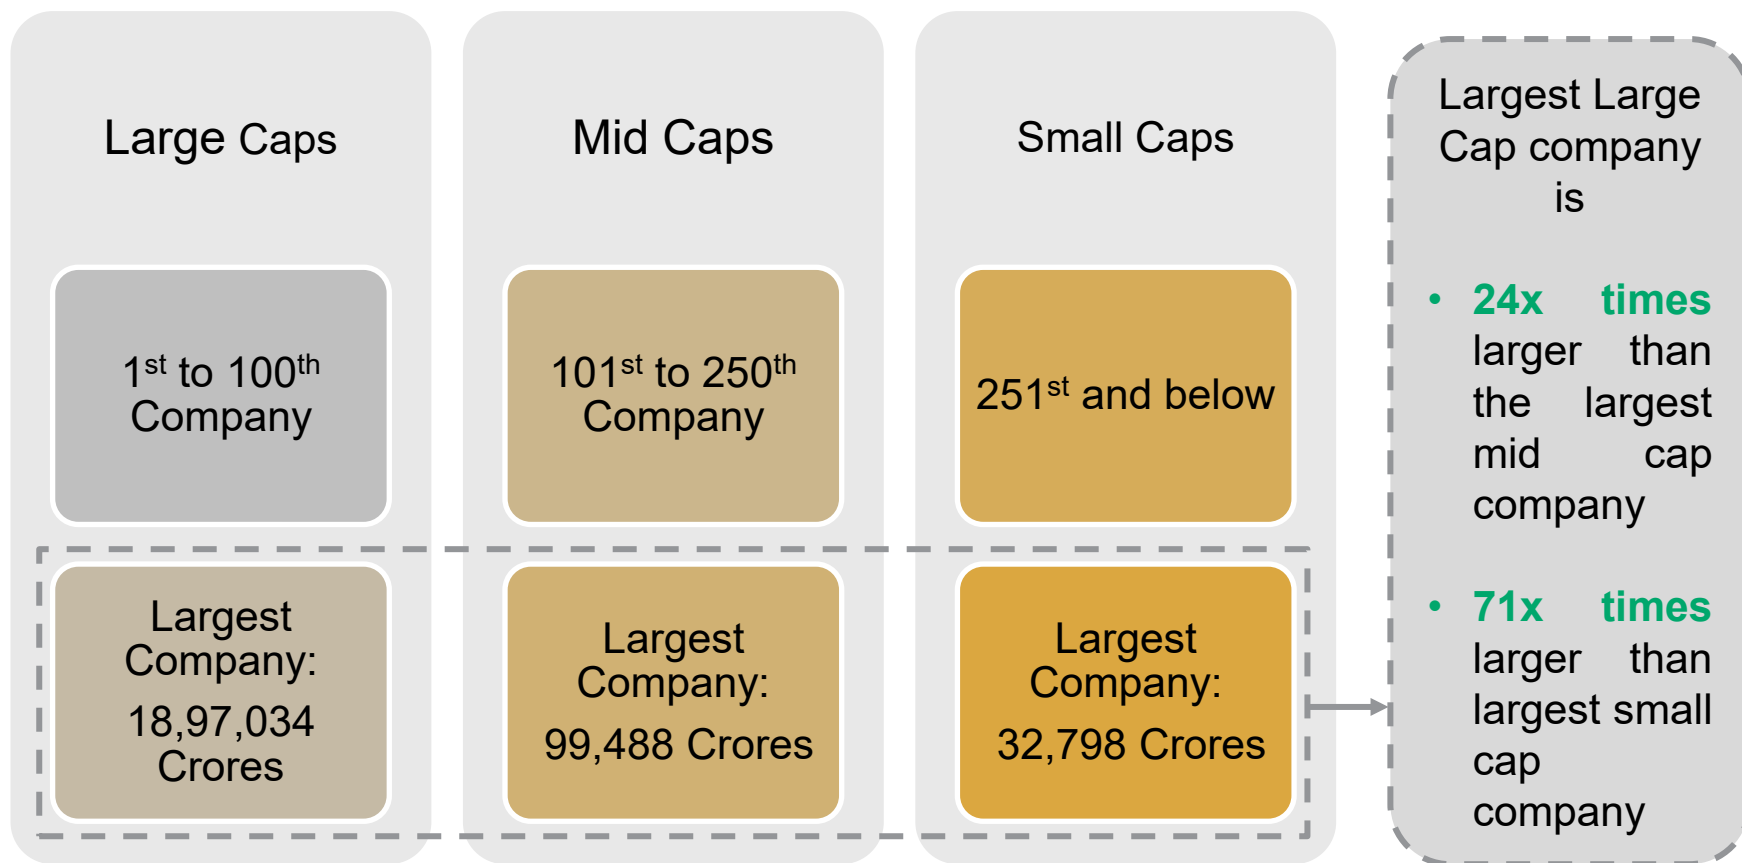 Large Caps
1st to 100th
Company
Largest
Company:
18,97,034
Crores
Mid Caps
101st to 250th
Company
Largest
Company:
99,488 Crores
Small Caps
251st and below
Largest
Company:
32,798 Crores
Largest Large
Cap company
is
• 24x times
larger than
the largest
mid cap
company
• 71x times
larger than
largest small
cap
company